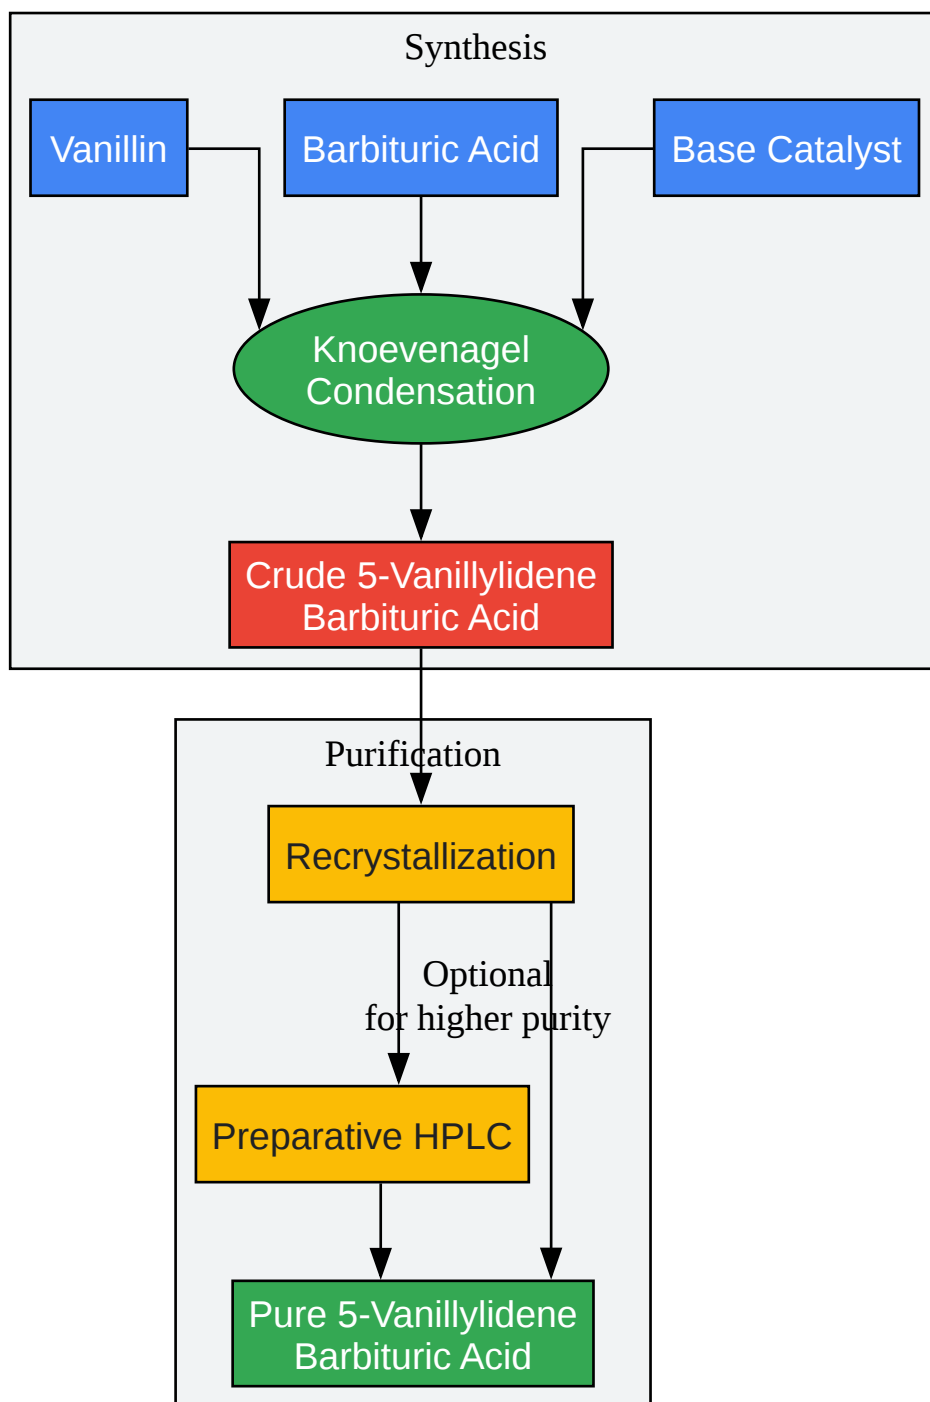 Synthesis
Vanillin
Barbituric Acid
Base Catalyst
Knoevenagel
Condensation
Crude 5-Vanillylidene
Barbituric Acid
Purification
Recrystallization
Optional
for higher purity
Preparative HPLC
Pure 5-Vanillylidene
Barbituric Acid